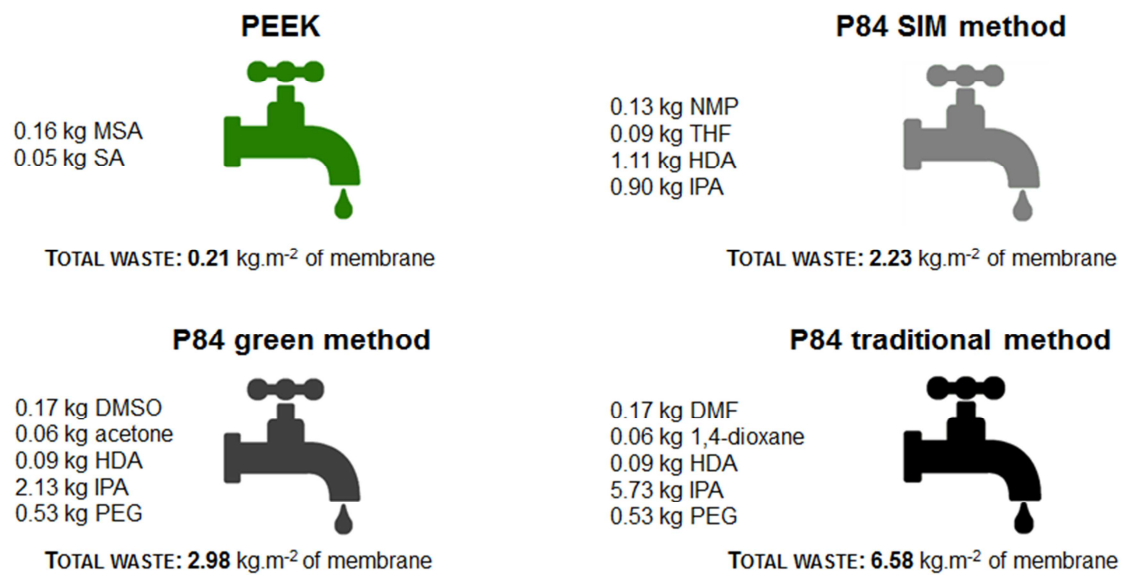 PEEK
0.16 kg MSA
0.05 kg SA
TOTAL WASTE: 0.21 kg.m⁻² of membrane
P84 SIM method
0.13 kg NMP
0.09 kg THF
1.11 kg HDA
0.90 kg IPA
TOTAL WASTE: 2.23 kg.m⁻² of membrane
P84 green method
0.17 kg DMSO
0.06 kg acetone
0.09 kg HDA
2.13 kg IPA
0.53 kg PEG
TOTAL WASTE: 2.98 kg.m⁻² of membrane
P84 traditional method
0.17 kg DMF
0.06 kg 1,4-dioxane
0.09 kg HDA
5.73 kg IPA
0.53 kg PEG
TOTAL WASTE: 6.58 kg.m⁻² of membrane